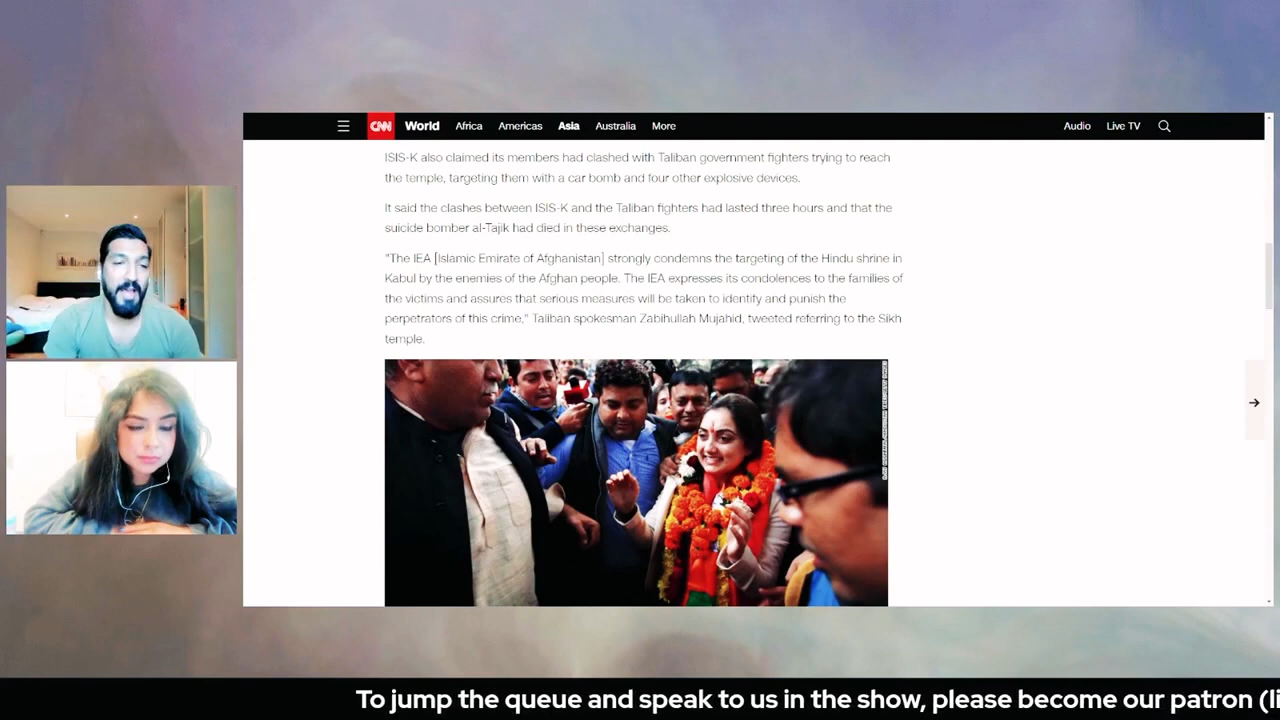 CNN World Africa Americas Asia Australia More Audio Live TV
ISIS-K also claimed its members had clashed with Taliban government fighters trying to reach
the temple, targeting them with a car bomb and four other explosive devices.
It said the clashes between ISIS-K and the Taliban fighters had lasted three hours and that the
suicide bomber al-Tajik had died in these exchanges.
"The IEA [Islamic Emirate of Afghanistan] strongly condemns the targeting of the Hindu shrine in
Kabul by the enemies of the Afghan people. The IEA expresses its condolences to the families of
the victims and assures that serious measures will be taken to identify and punish the
perpetrators of this crime," Taliban spokesman Zabihullah Mujahid, tweeted referring to the Sikh
temple.
To jump the queue and speak to us in the show, please become our patron (li